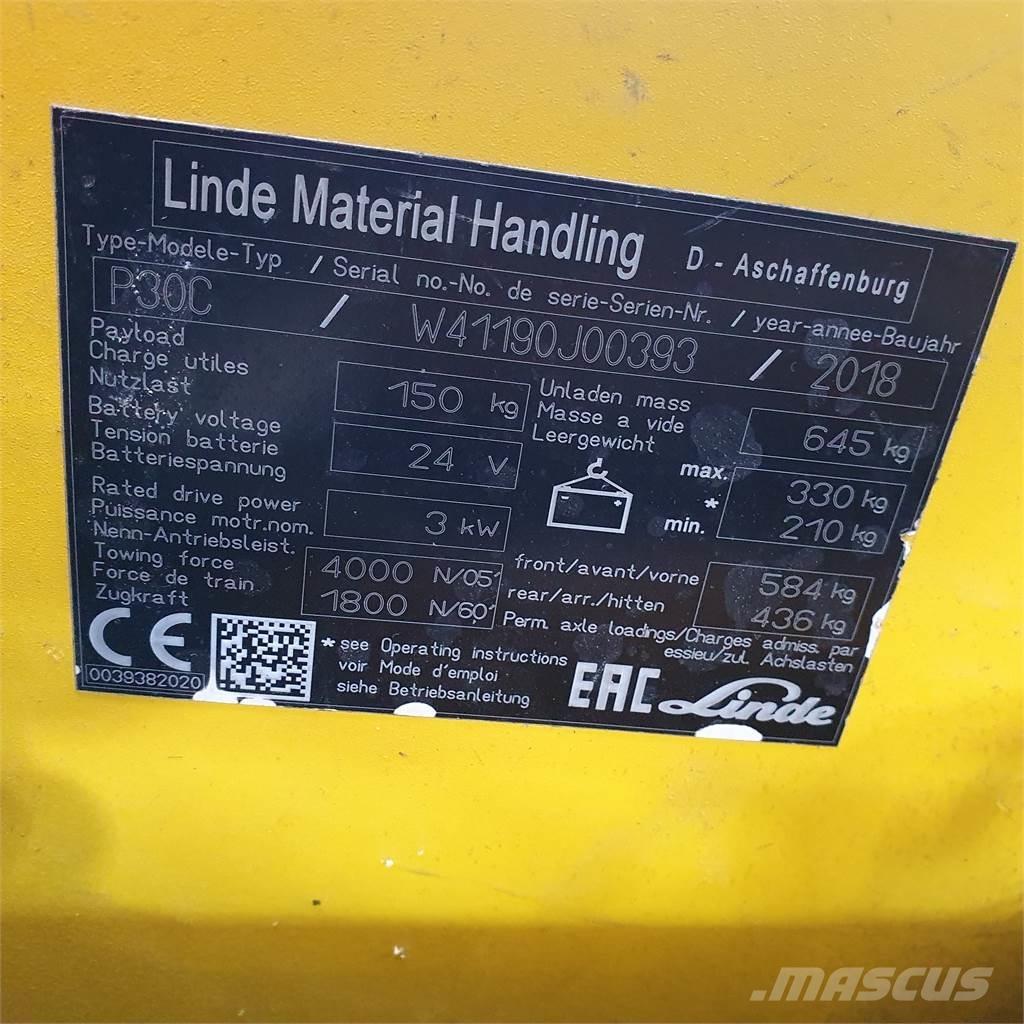 Linde Material Handling D - Aschaffenburg
Type-Modele-Typ / Serial no.-No. de serie-Serien-Nr. / year-annee-Baujahr
P30C / W41190J00393 / 2018
Payload
Charge utiles
Nutzlast
150 kg
Unladen mass
Masse a vide
Leergewicht
645 kg
Battery voltage
Tension batterie
Batteriespannung
24 V
max. 330 kg
*
min. 210 kg
Rated drive power
Puissance motr.nom.
Nenn-Antriebsleist.
3 kW
Towing force
Force de train
Zugkraft
4000 N/05'
1800 N/60'
front/avant/vorne 584 kg
rear/arr./hitten 436 kg
Perm. axle loadings/Charges admiss. par
essieu/zul. Achslasten
CE
0039382020
* see Operating instructions
voir Mode d'emploi
siehe Betriebsanleitung
EAC Linde
.MASCUS